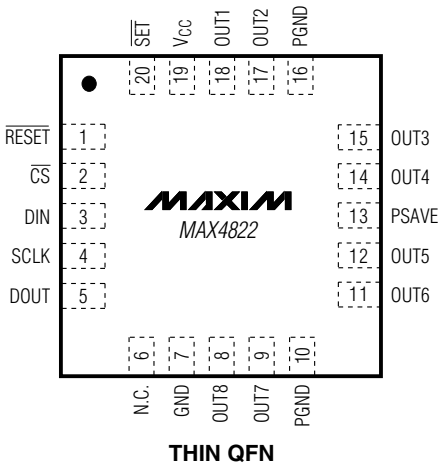 SET VCC OUT1 OUT2 PGND
20 19 18 17 16
RESET 1 15 OUT3
CS 2 14 OUT4
DIN 3 MAXIM 13 PSAVE
MAX4822
SCLK 4 12 OUT5
DOUT 5 11 OUT6
6 7 8 9 10
N.C. GND OUT8 OUT7 PGND
THIN QFN